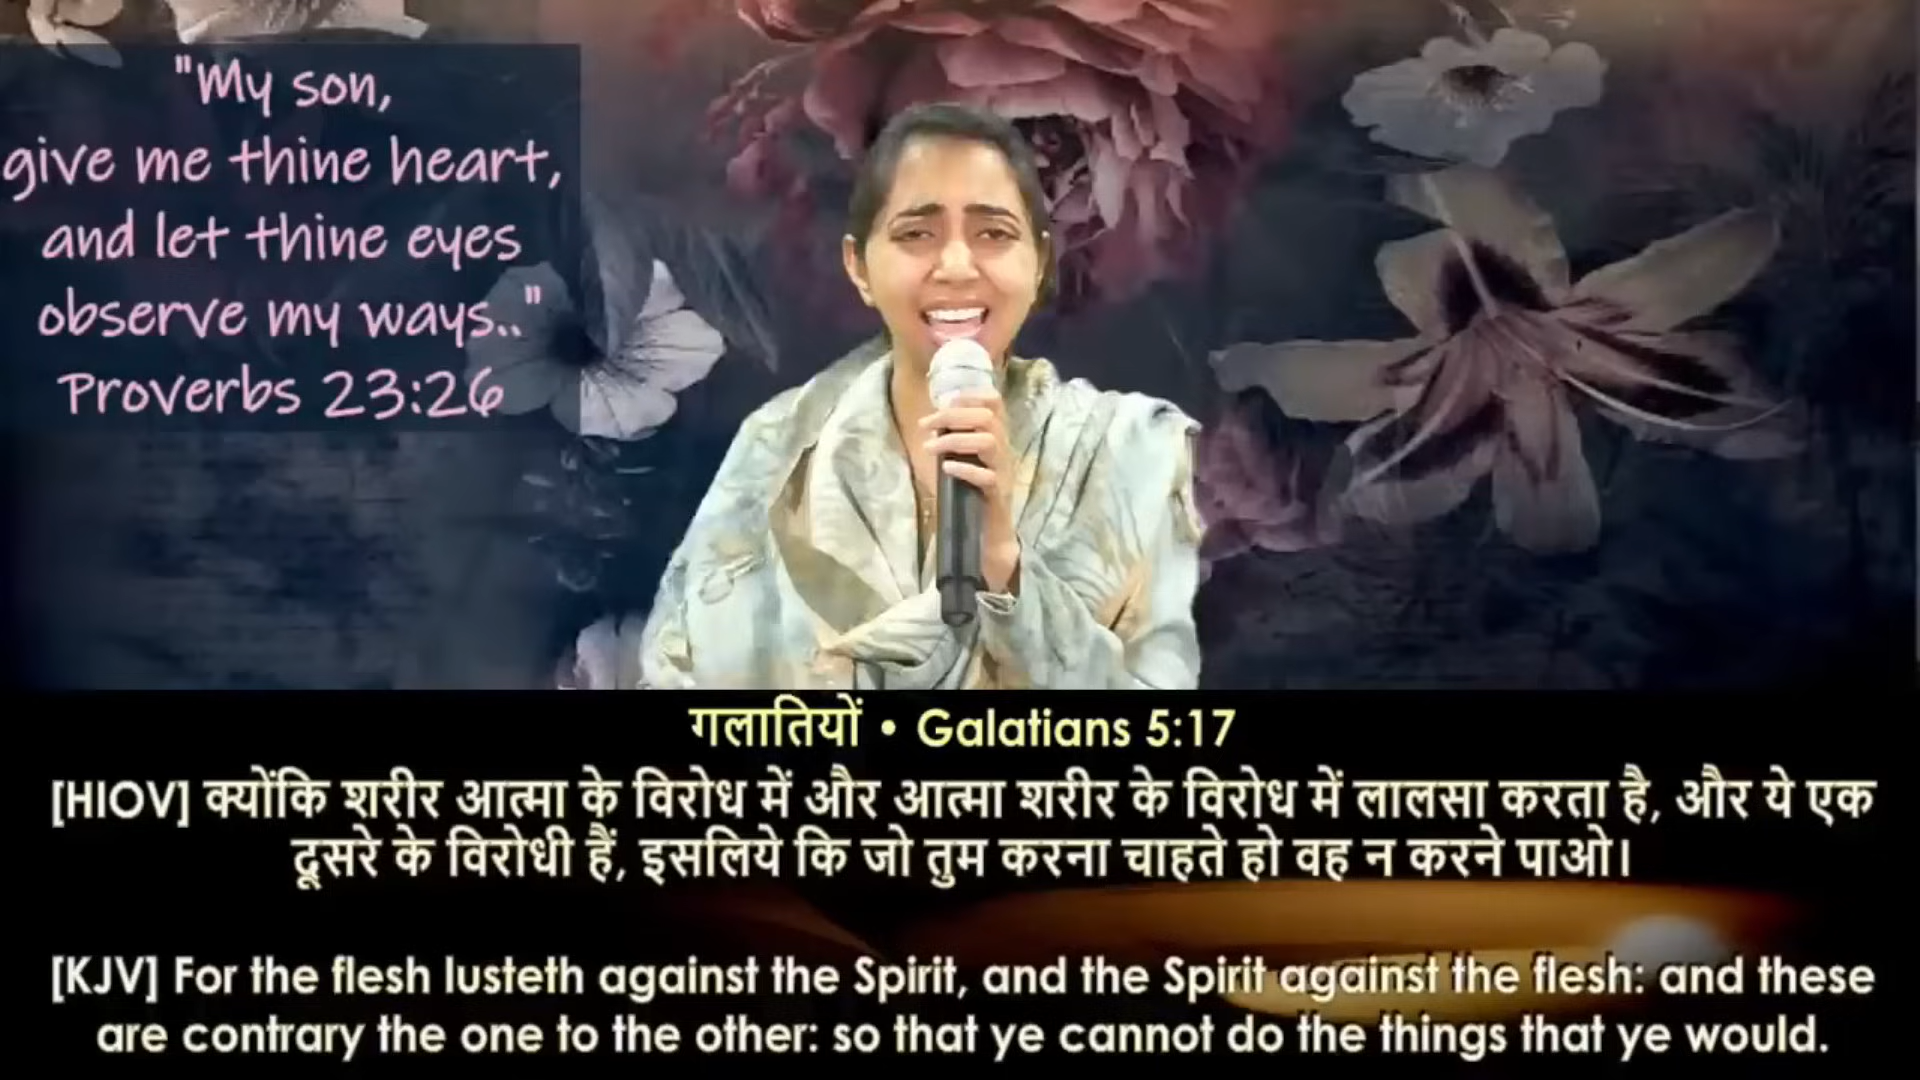 "My son,
give me thine heart,
and let thine eyes
observe my ways.."
Proverbs 23:26
गलातियों • Galatians 5:17
[HIOV] क्योंकि शरीर आत्मा के विरोध में और आत्मा शरीर के विरोध में लालसा करता है, और ये एक
दूसरे के विरोधी हैं, इसलिये कि जो तुम करना चाहते हो वह न करने पाओ।
[KJV] For the flesh lusteth against the Spirit, and the Spirit against the flesh: and these
are contrary the one to the other: so that ye cannot do the things that ye would.